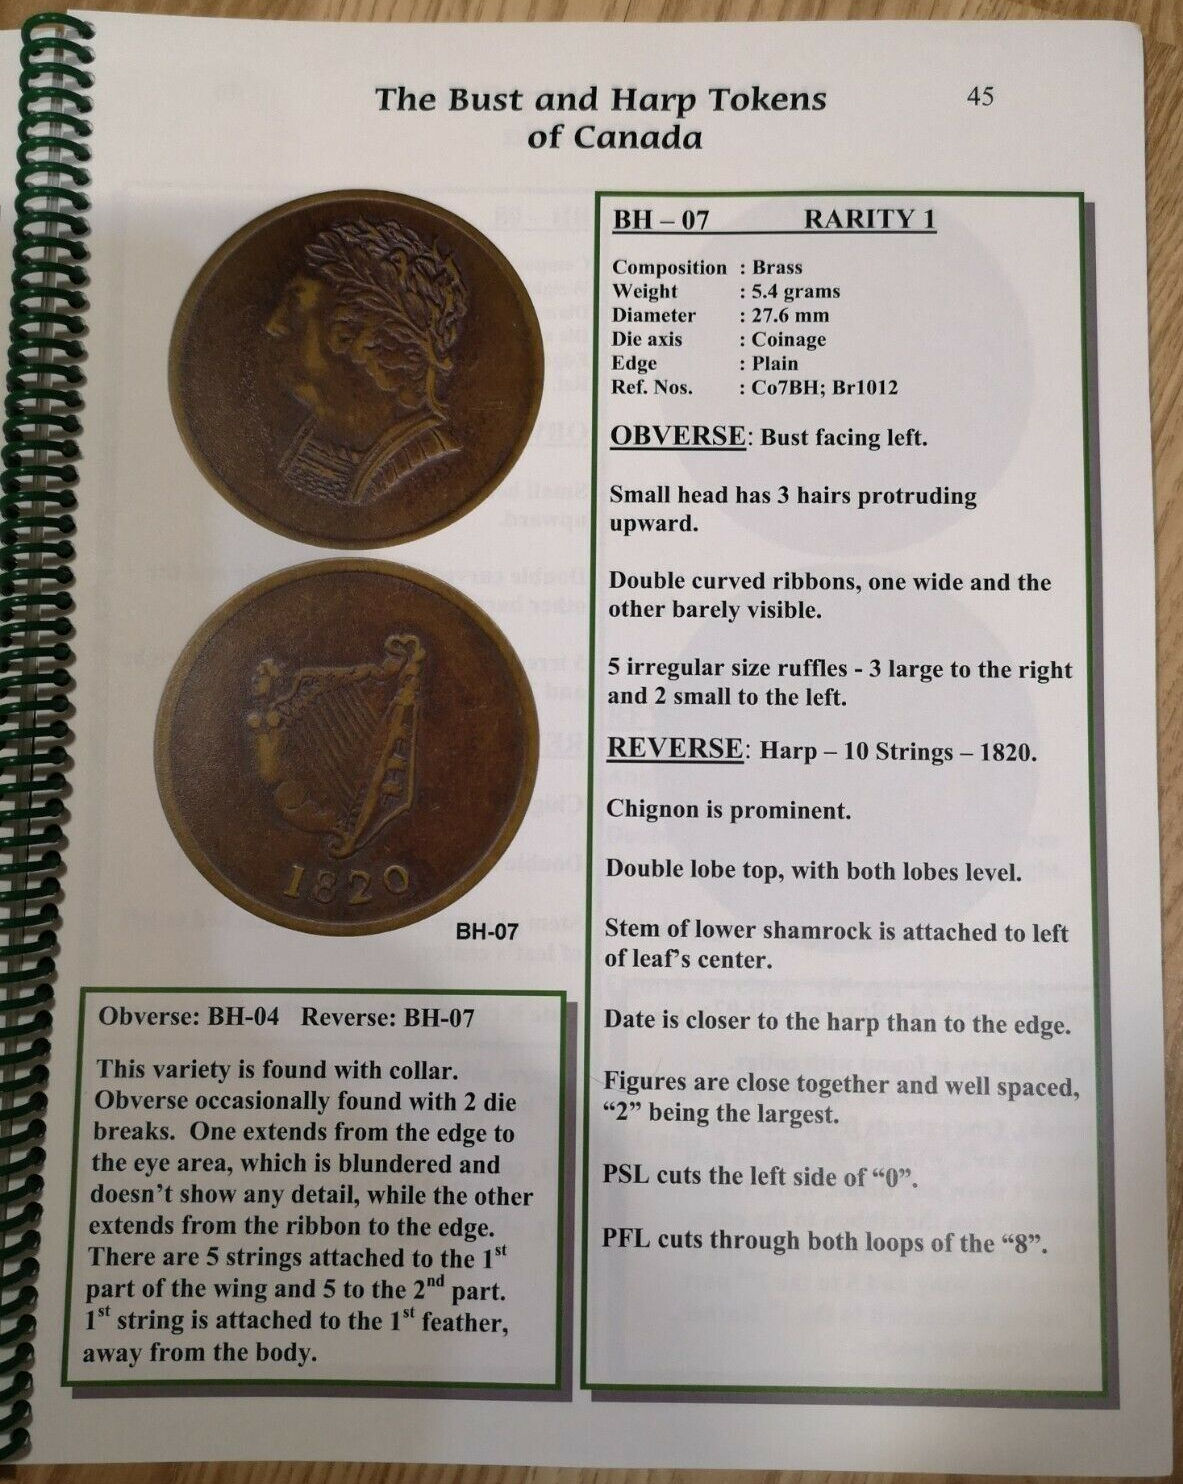 The Bust and Harp Tokens
of Canada
45
1820
BH-07
Obverse: BH-04 Reverse: BH-07
This variety is found with collar.
Obverse occasionally found with 2 die
breaks. One extends from the edge to
the eye area, which is blundered and
doesn't show any detail, while the other
extends from the ribbon to the edge.
There are 5 strings attached to the 1st
part of the wing and 5 to the 2nd part.
1st string is attached to the 1st feather,
away from the body.
BH – 07 RARITY 1
Composition : Brass
Weight : 5.4 grams
Diameter : 27.6 mm
Die axis : Coinage
Edge : Plain
Ref. Nos. : Co7BH; Br1012
OBVERSE: Bust facing left.
Small head has 3 hairs protruding
upward.
Double curved ribbons, one wide and the
other barely visible.
5 irregular size ruffles - 3 large to the right
and 2 small to the left.
REVERSE: Harp – 10 Strings – 1820.
Chignon is prominent.
Double lobe top, with both lobes level.
Stem of lower shamrock is attached to left
of leaf's center.
Date is closer to the harp than to the edge.
Figures are close together and well spaced,
“2” being the largest.
PSL cuts the left side of “0”.
PFL cuts through both loops of the “8”.